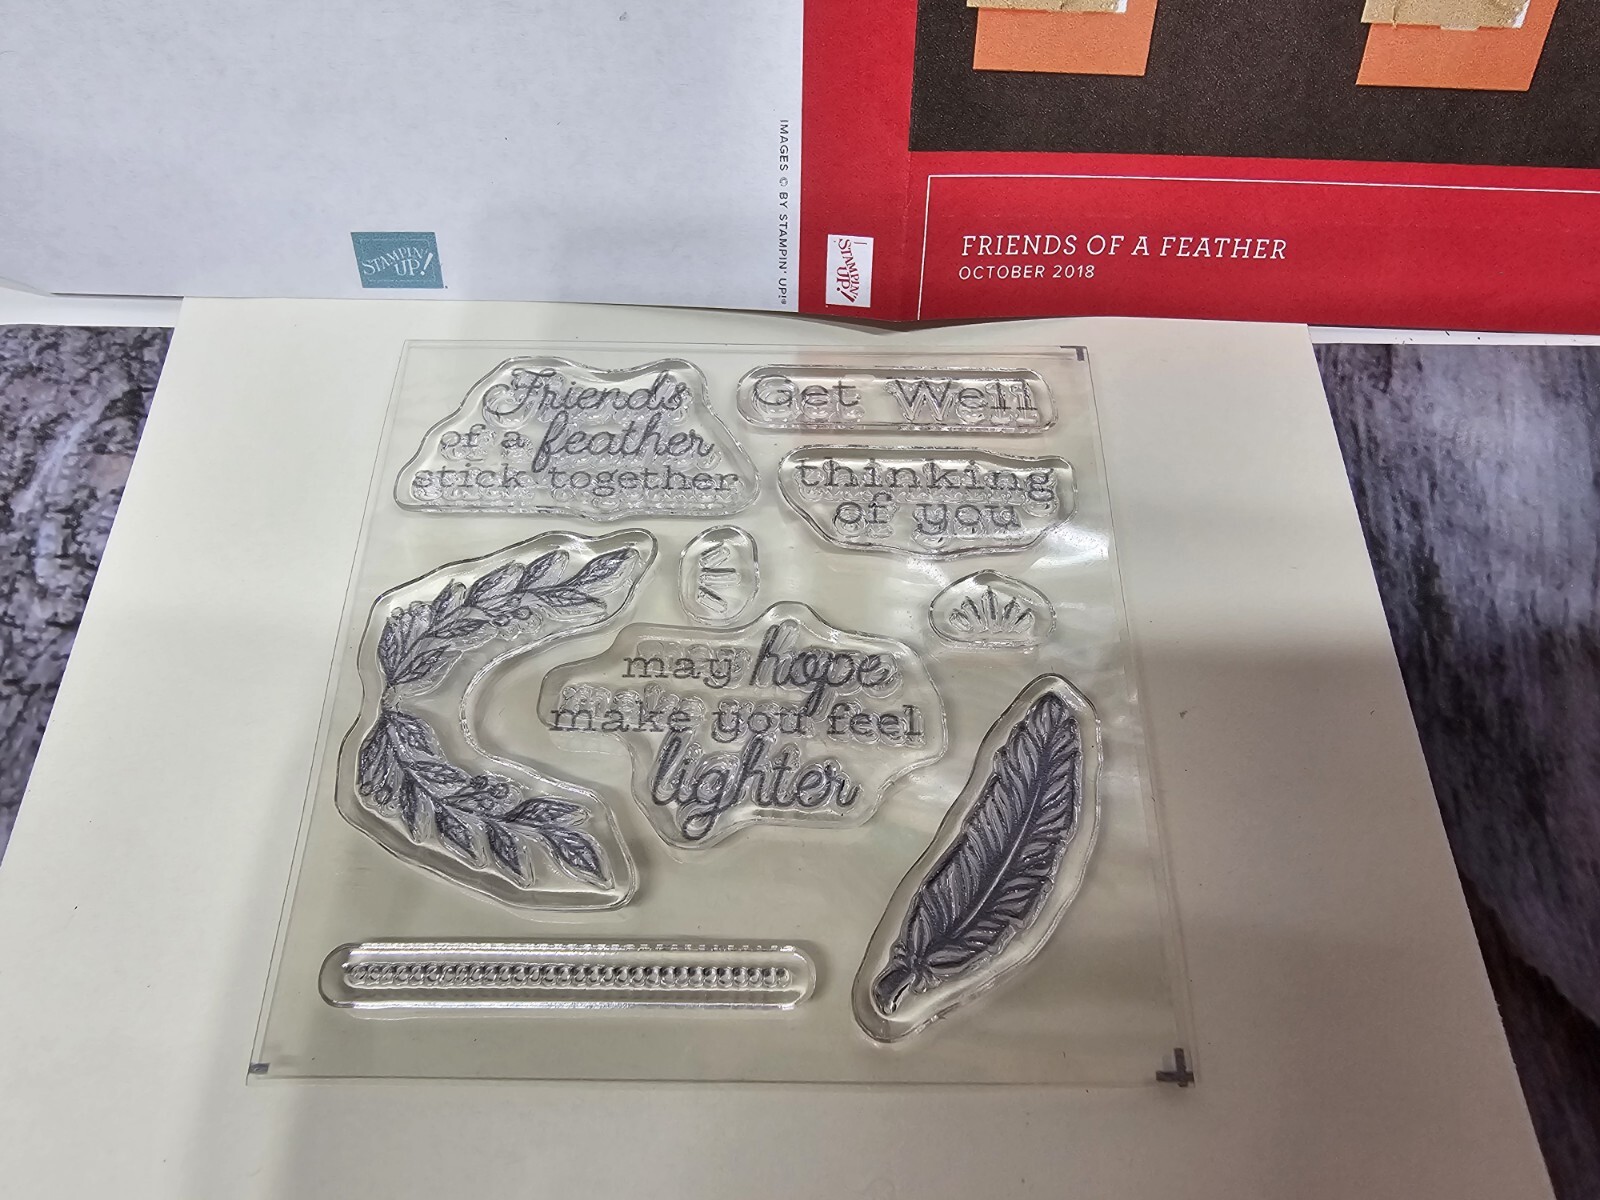 IMAGES © BY STAMPIN' UP!®
STAMPIN'
UP!
STAMPIN'
UP!
FRIENDS OF A FEATHER
OCTOBER 2018
Friends
of a feather
stick together
Get Well
thinking
of you
may hope
make you feel
lighter